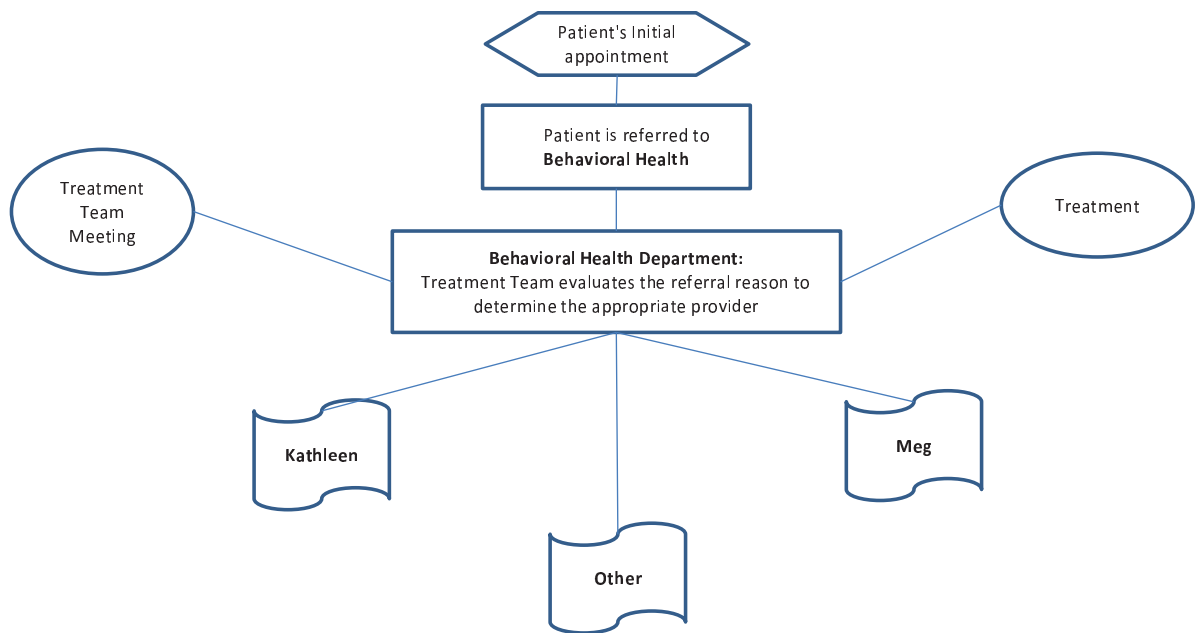 Patient's Initial
appointment
Patient is referred to
Behavioral Health
Treatment
Team
Meeting
Treatment
Behavioral Health Department:
Treatment Team evaluates the referral reason to
determine the appropriate provider
Kathleen
Meg
Other